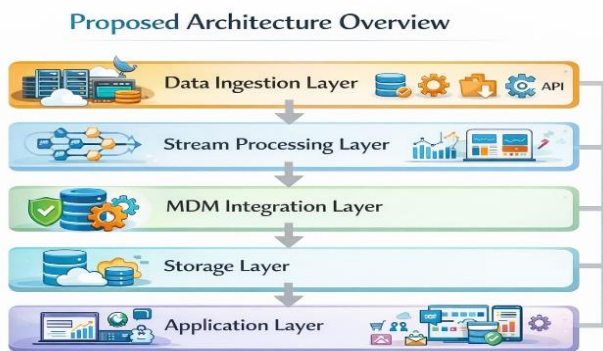 Proposed Architecture Overview
Data Ingestion Layer
API
Stream Processing Layer
MDM Integration Layer
Storage Layer
Application Layer